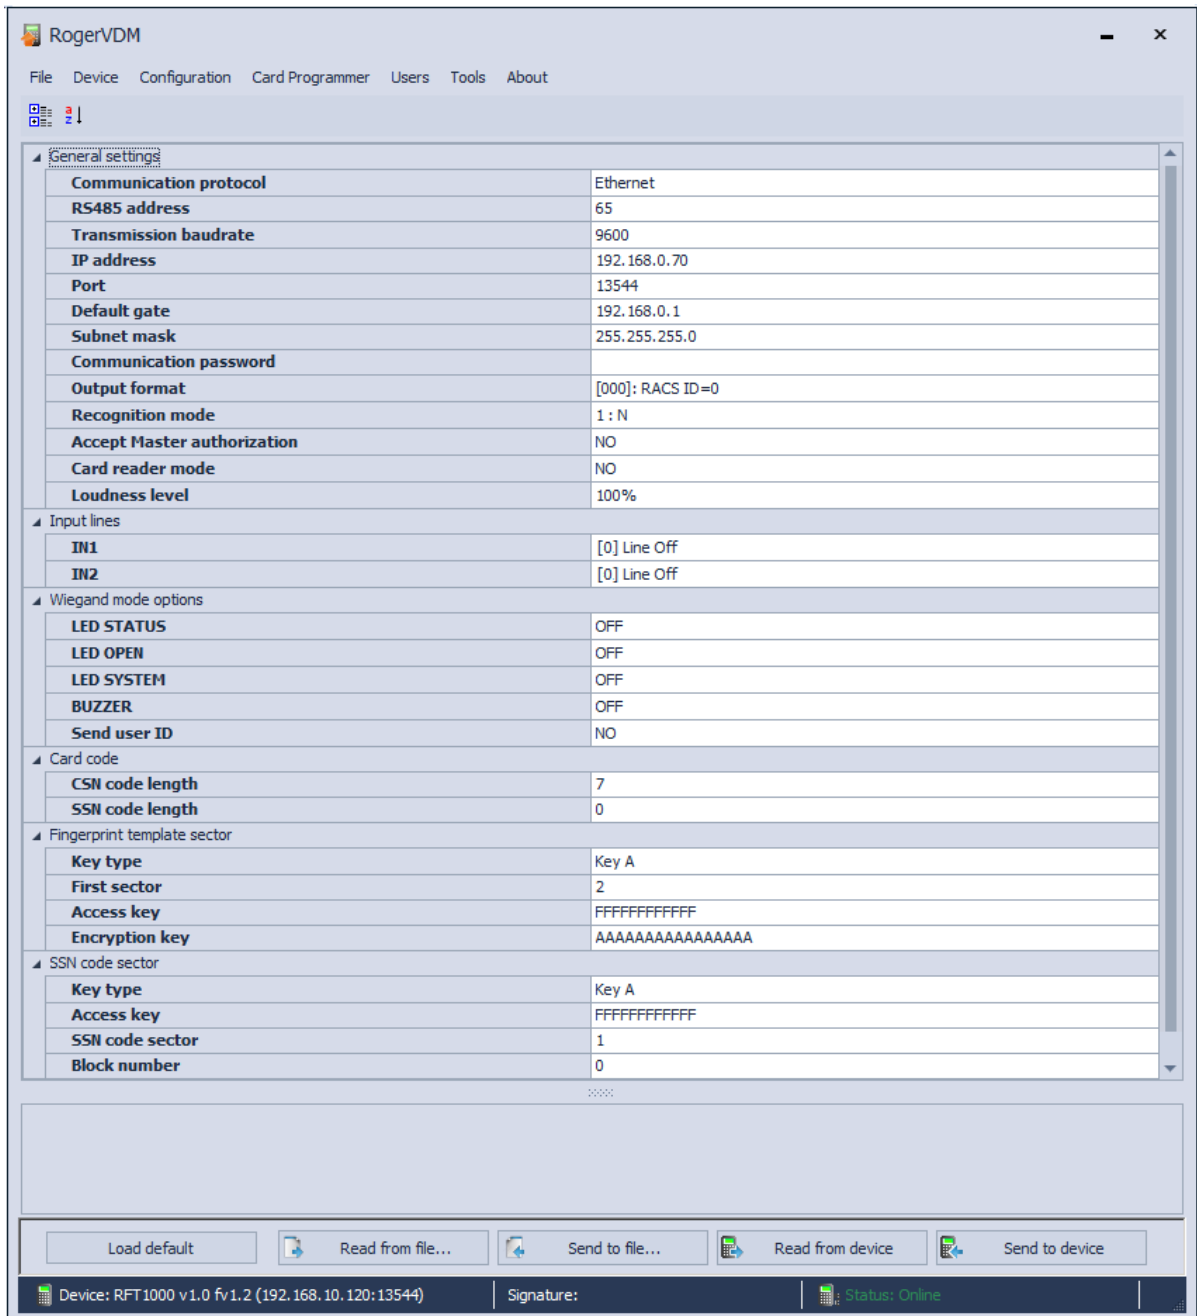 RogerVDM
File Device Configuration Card Programmer Users Tools About
General settings
Communication protocol Ethernet
RS485 address 65
Transmission baudrate 9600
IP address 192.168.0.70
Port 13544
Default gate 192.168.0.1
Subnet mask 255.255.255.0
Communication password
Output format [000]: RACS ID=0
Recognition mode 1 : N
Accept Master authorization NO
Card reader mode NO
Loudness level 100%
Input lines
IN1 [0] Line Off
IN2 [0] Line Off
Wiegand mode options
LED STATUS OFF
LED OPEN OFF
LED SYSTEM OFF
BUZZER OFF
Send user ID NO
Card code
CSN code length 7
SSN code length 0
Fingerprint template sector
Key type Key A
First sector 2
Access key FFFFFFFFFFFF
Encryption key AAAAAAAAAAAAAAAA
SSN code sector
Key type Key A
Access key FFFFFFFFFFFF
SSN code sector 1
Block number 0
Load default Read from file... Send to file... Read from device Send to device
Device: RFT1000 v1.0 fv1.2 (192.168.10.120:13544) Signature: Status: Online